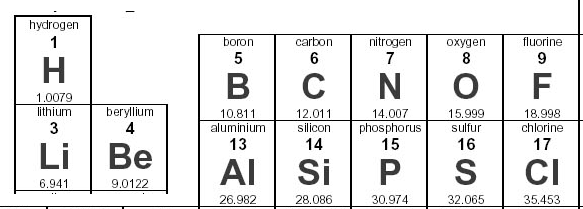 hydrogen
1
H
1.0079
boron carbon nitrogen oxygen fluorine
5 6 7 8 9
B C N O F
10.811 12.011 14.007 15.999 18.998
lithium beryllium
3 4
Li Be
6.941 9.0122
aluminium silicon phosphorus sulfur chlorine
13 14 15 16 17
Al Si P S Cl
26.982 28.086 30.974 32.065 35.453